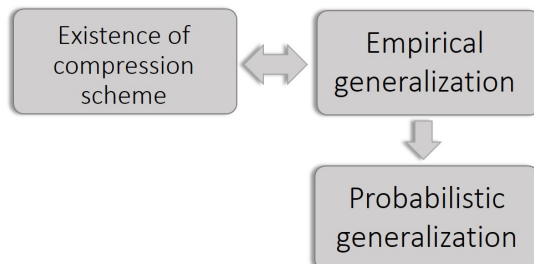 Existence of
compression
scheme
Empirical
generalization
Probabilistic
generalization